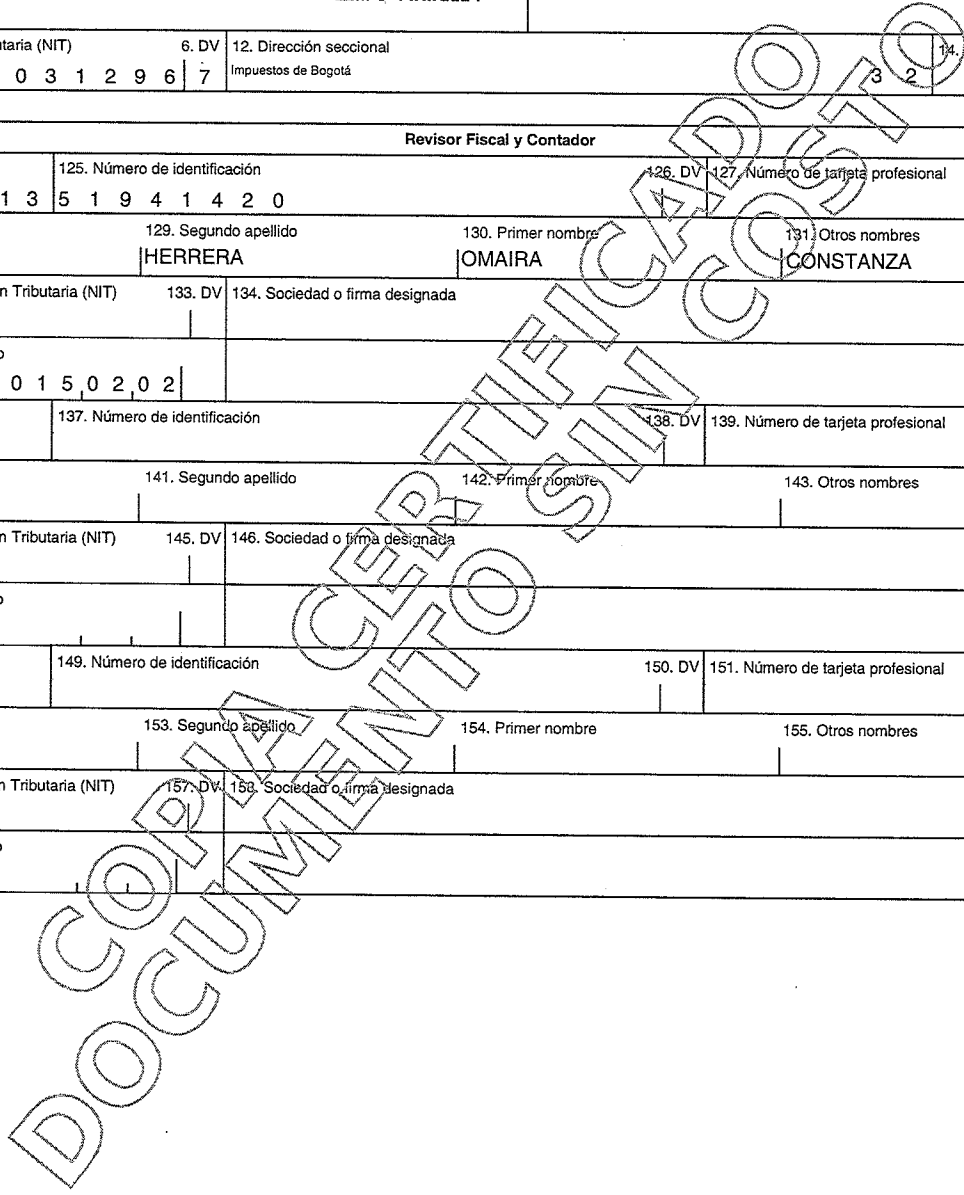 utaria (NIT) 6. DV 12. Dirección seccional 14.
0 3 1 2 9 6 7 Impuestos de Bogotá 3 2
Revisor Fiscal y Contador
125. Número de identificación 126. DV 127. Número de tarjeta profesional
1 3 5 1 9 4 1 4 2 0
129. Segundo apellido 130. Primer nombre 131. Otros nombres
HERRERA OMAIRA CONSTANZA
n Tributaria (NIT) 133. DV 134. Sociedad o firma designada
o
0 1 5 0 2 0 2
137. Número de identificación 138. DV 139. Número de tarjeta profesional
141. Segundo apellido 142. Primer nombre 143. Otros nombres
n Tributaria (NIT) 145. DV 146. Sociedad o firma designada
o
149. Número de identificación 150. DV 151. Número de tarjeta profesional
153. Segundo apellido 154. Primer nombre 155. Otros nombres
n Tributaria (NIT) 157. DV 158. Sociedad o firma designada
o
COPIA CERTIFICADO
DOCUMENTO SIN COSTO